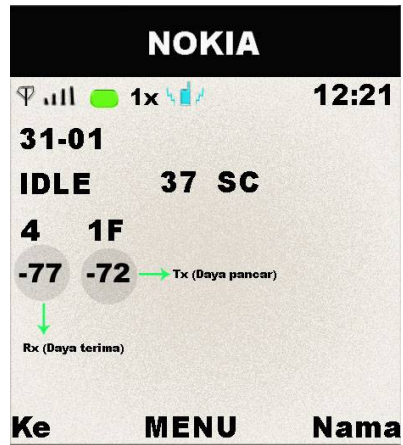 NOKIA
1x 12:21
31-01
IDLE 37 SC
4 1F
-77 -72 Tx (Daya pancar)
Rx (Daya terima)
Ke MENU Nama